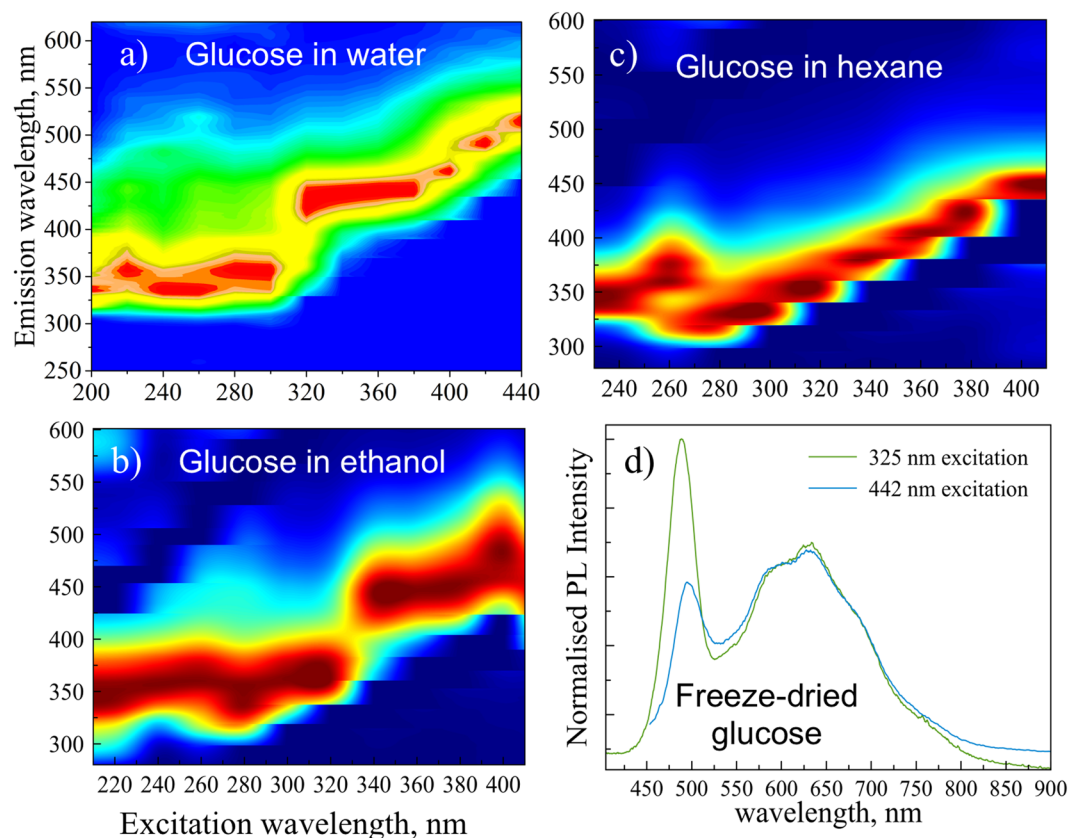 a) Glucose in water
Emission wavelength, nm
600
550
500
450
400
350
300
250
200 240 280 320 360 400 440
c) Glucose in hexane
600
500
450
400
350
300
240 260 280 300 320 340 360 380 400
b) Glucose in ethanol
600
500
450
400
350
300
220 240 260 280 300 320 340 360 380 400
Excitation wavelength, nm
d)
325 nm excitation
442 nm excitation
Normalised PL Intensity
Freeze-dried
glucose
450 500 550 600 650 700 750 800 850 900
wavelength, nm